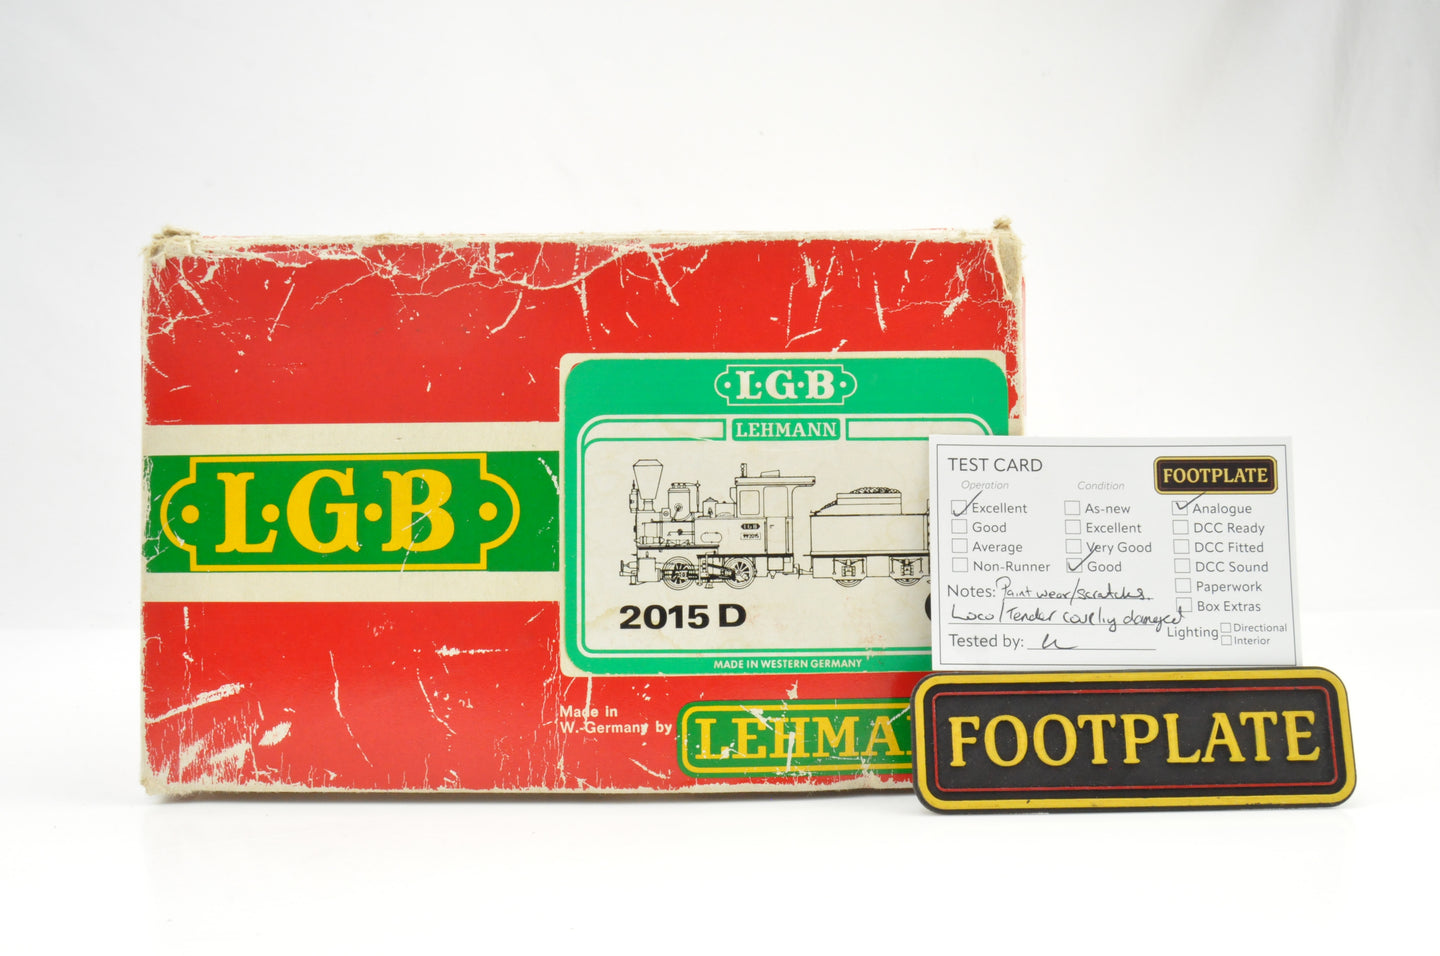 L·G·B
LEHMANN
L·G·B
LGB
2015
2015 D
MADE IN WESTERN GERMANY
Made in
W.-Germany by
LEHMA
TEST CARD
FOOTPLATE
Operation
Condition
Excellent
As-new
Analogue
Good
Excellent
DCC Ready
Average
Very Good
DCC Fitted
Non-Runner
Good
DCC Sound
Paperwork
Box Extras
Notes: Paint wear/scratches.
Loco/Tender coupling damaged
Lighting
Directional
Interior
Tested by:
FOOTPLATE